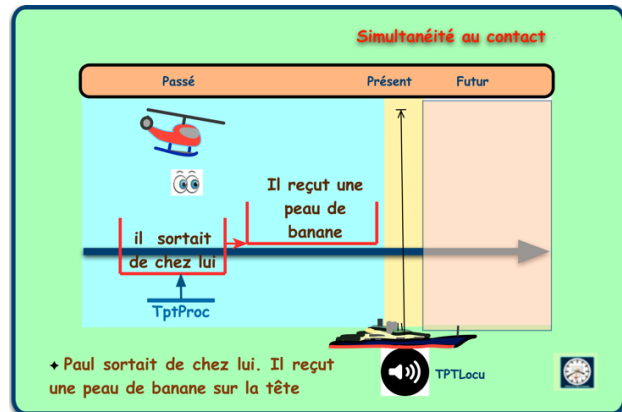 Simultanéité au contact
Passé Présent Futur
Il reçut une
peau de
banane
il sortait
de chez lui
TptProc
TPTLocu
✦ Paul sortait de chez lui. Il reçut
une peau de banane sur la tête